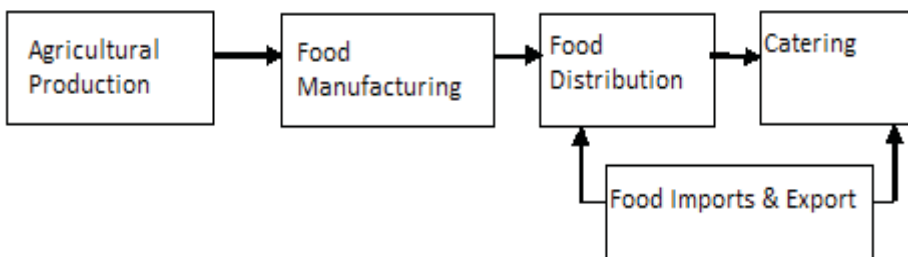 Agricultural
Production
Food
Manufacturing
Food
Distribution
Catering
Food Imports & Export